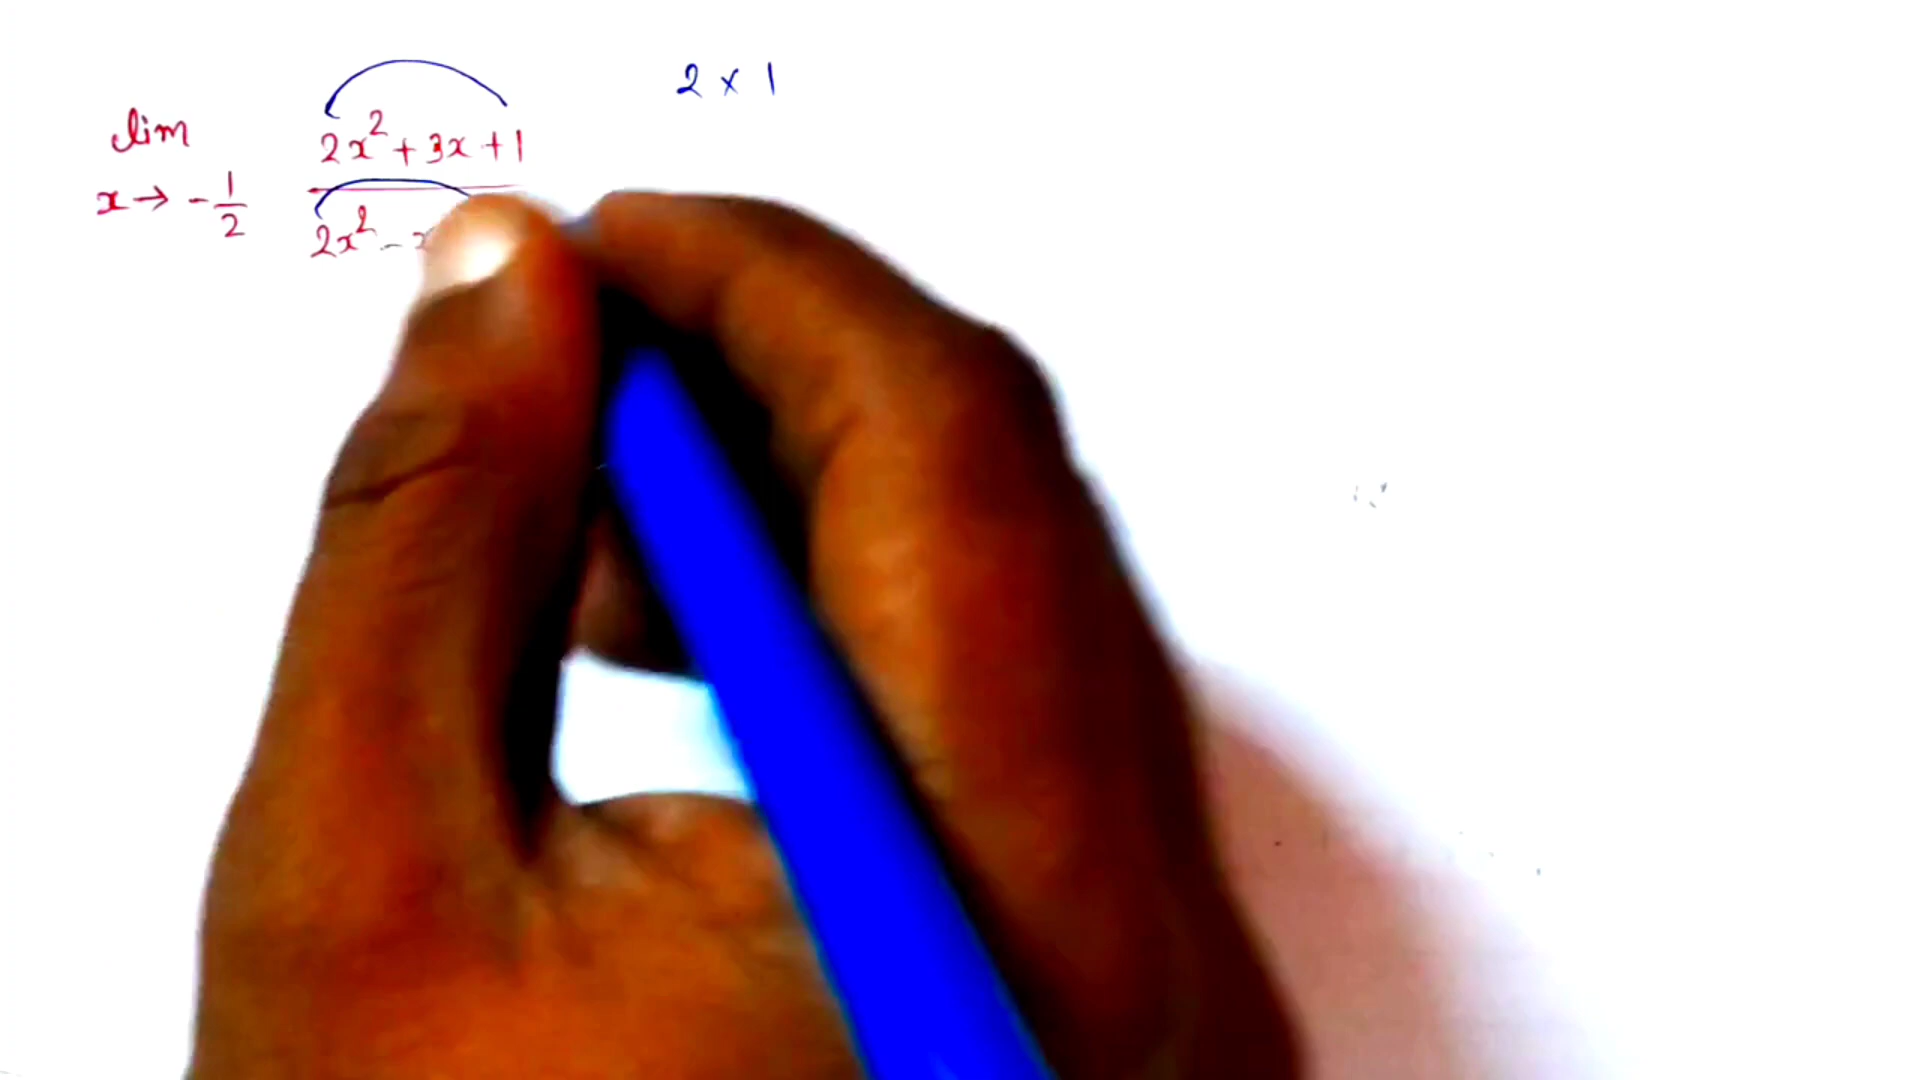 2 × 1
lim 2x² + 3x + 1
x → -1/2 2x² -